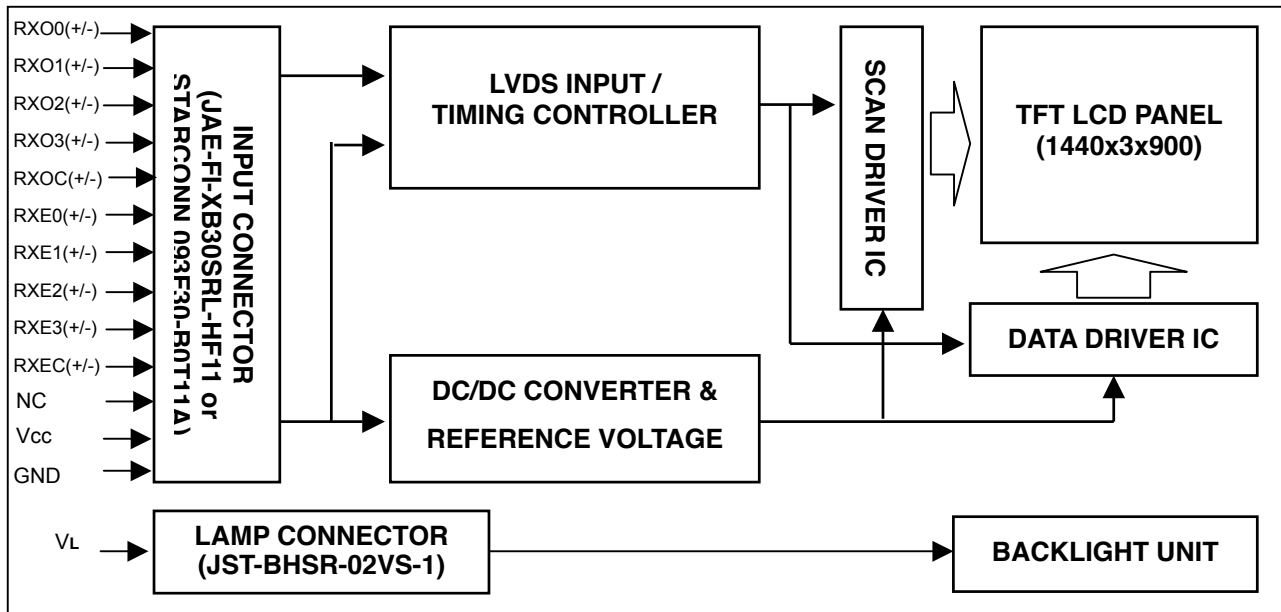 RXO0(+/-)
RXO1(+/-)
RXO2(+/-)
RXO3(+/-)
RXOC(+/-)
RXE0(+/-)
RXE1(+/-)
RXE2(+/-)
RXE3(+/-)
RXEC(+/-)
NC
Vcc
GND
VL
INPUT CONNECTOR
(JAE-FI-XB30SRL-HF11 or
STARCONN 093F30-B0T11A)
LVDS INPUT /
TIMING CONTROLLER
DC/DC CONVERTER &
REFERENCE VOLTAGE
SCAN DRIVER IC
TFT LCD PANEL
(1440x3x900)
DATA DRIVER IC
LAMP CONNECTOR
(JST-BHSR-02VS-1)
BACKLIGHT UNIT